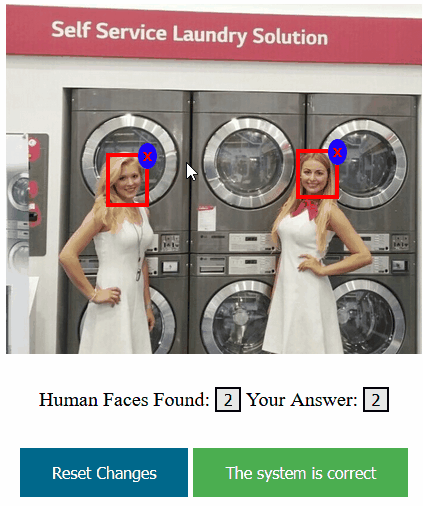 Self Service Laundry Solution
x
x
Human Faces Found: 2 Your Answer: 2
Reset Changes The system is correct